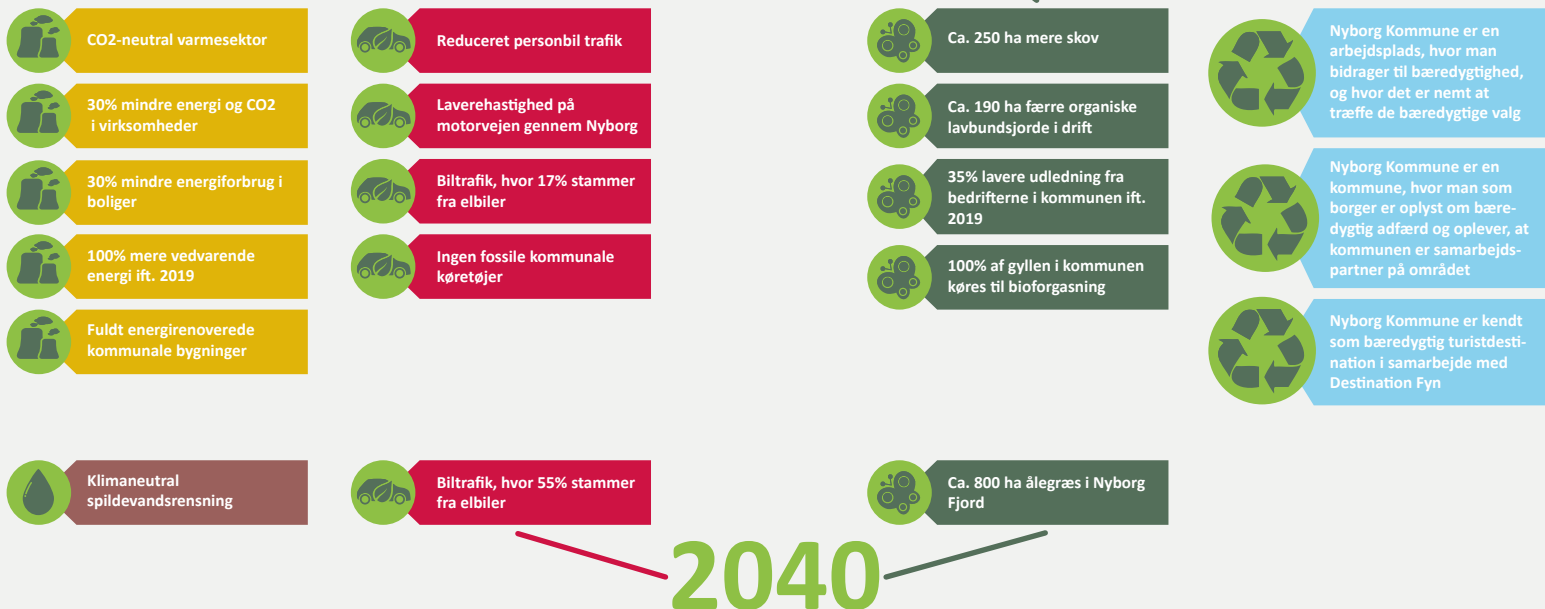 CO2-neutral varmesektor
30% mindre energi og CO2
i virksomheder
30% mindre energiforbrug i
boliger
100% mere vedvarende
energi ift. 2019
Fuldt energirenoverede
kommunale bygninger
Reduceret personbil trafik
Laverehastighed på
motorvejen gennem Nyborg
Biltrafik, hvor 17% stammer
fra elbiler
Ingen fossile kommunale
køretøjer
Ca. 250 ha mere skov
Ca. 190 ha færre organiske
lavbundsjorde i drift
35% lavere udledning fra
bedrifterne i kommunen ift.
2019
100% af gyllen i kommunen
køres til bioforgasning
Nyborg Kommune er en
arbejdsplads, hvor man
bidrager til bæredygtighed,
og hvor det er nemt at
træffe de bæredygtige valg
Nyborg Kommune er en
kommune, hvor man som
borger er oplyst om bære-
dygtig adfærd og oplever, at
kommunen er samarbejds-
partner på området
Nyborg Kommune er kendt
som bæredygtig turistdesti-
nation i samarbejde med
Destination Fyn
Klimaneutral
spildevandsrensning
Biltrafik, hvor 55% stammer
fra elbiler
Ca. 800 ha ålegræs i Nyborg
Fjord
2040